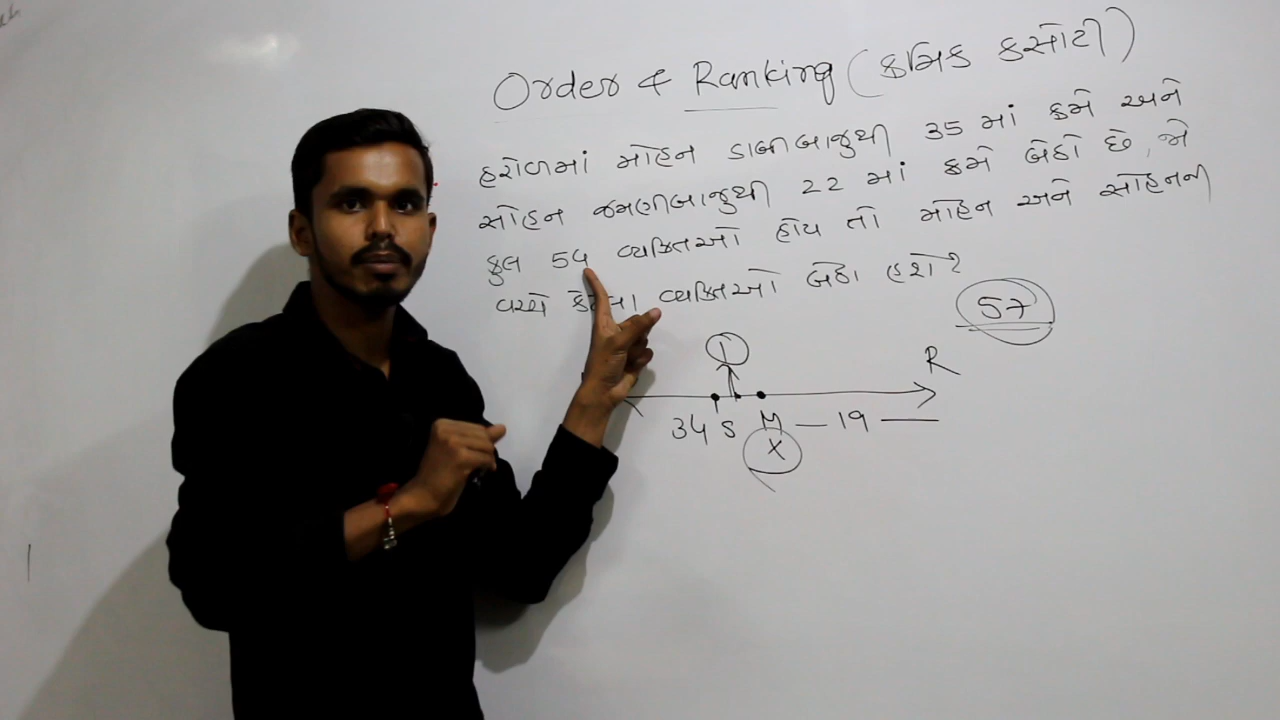 Order & Ranking (ક્રમિક કસોટી)
હરોળમાં મોહન ડાબીબાજુથી 35 માં ક્રમે અને
સોહન જમણીબાજુથી 22 માં ક્રમે બેઠો છે, જો
કુલ 54 વ્યક્તિઓ હોય તો મોહન અને સોહનની
વચ્ચે વ્યક્તિઓ બેઠા હશે?
57
1
R
34 S M — 19 —
X